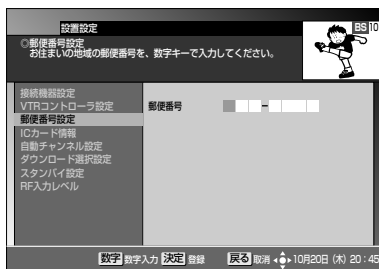 設置設定
BS 10
◎郵便番号設定
お住まいの地域の郵便番号を、数字キーで入力してください。
接続機器設定
VTRコントローラ設定
郵便番号設定
ICカード情報
自動チャンネル設定
ダウンロード選択設定
スタンバイ設定
RF入力レベル
郵便番号 -
数字 数字入力 決定 登録 戻る 取消 10月20日 (木) 20:45